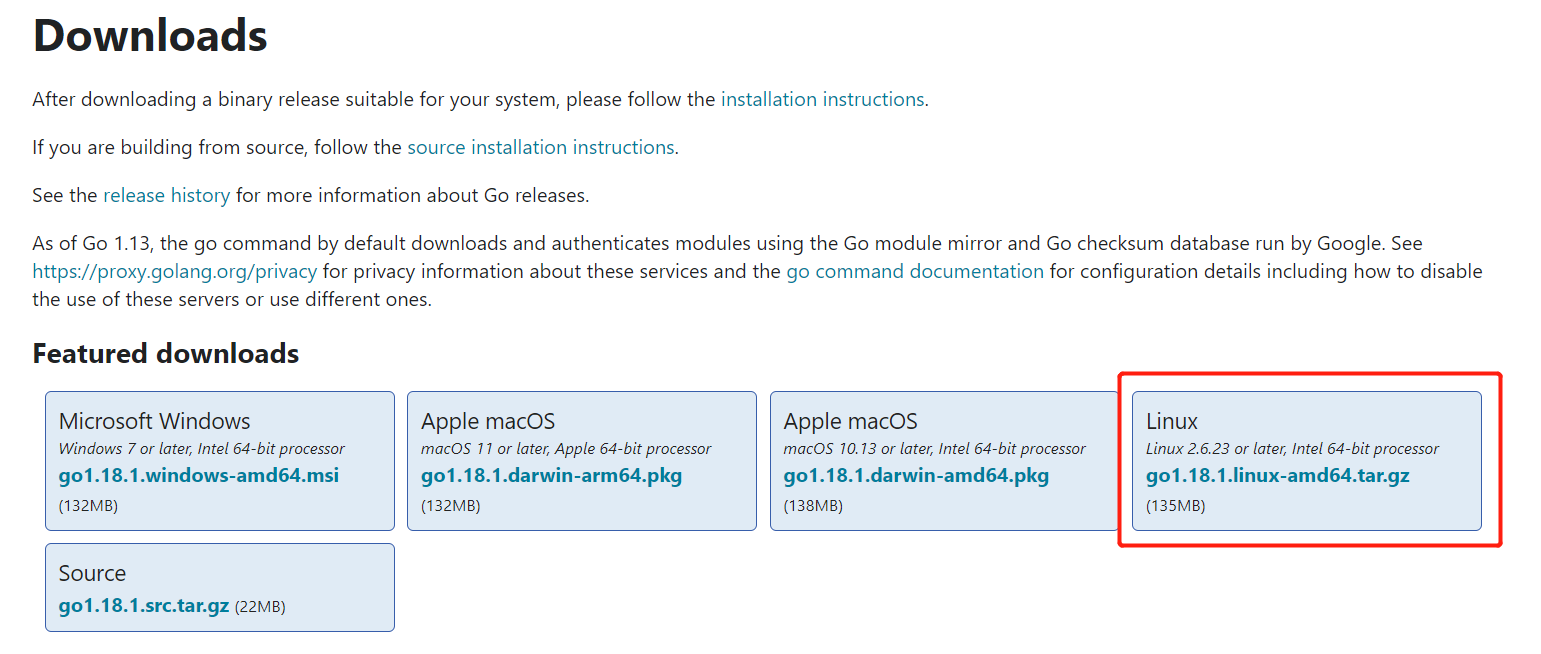 Downloads
After downloading a binary release suitable for your system, please follow the installation instructions.
If you are building from source, follow the source installation instructions.
See the release history for more information about Go releases.
As of Go 1.13, the go command by default downloads and authenticates modules using the Go module mirror and Go checksum database run by Google. See
https://proxy.golang.org/privacy for privacy information about these services and the go command documentation for configuration details including how to disable
the use of these servers or use different ones.
Featured downloads
Microsoft Windows
Windows 7 or later, Intel 64-bit processor
go1.18.1.windows-amd64.msi
(132MB)
Apple macOS
macOS 11 or later, Apple 64-bit processor
go1.18.1.darwin-arm64.pkg
(132MB)
Apple macOS
macOS 10.13 or later, Intel 64-bit processor
go1.18.1.darwin-amd64.pkg
(138MB)
Linux
Linux 2.6.23 or later, Intel 64-bit processor
go1.18.1.linux-amd64.tar.gz
(135MB)
Source
go1.18.1.src.tar.gz (22MB)